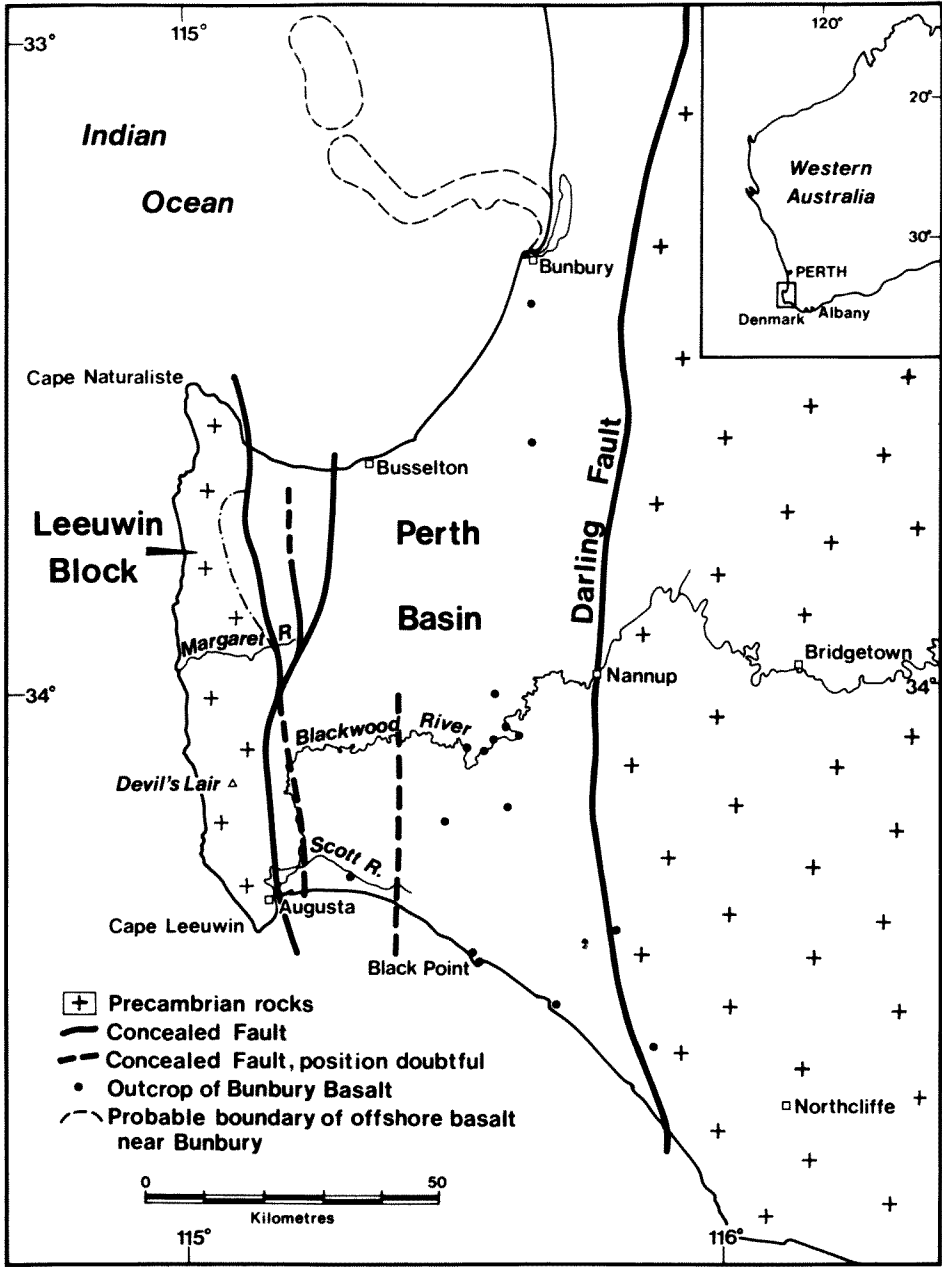 115°
33°
Indian
Ocean
120°
20°
Western
Australia
30°
PERTH
Denmark
Albany
Bunbury
Cape Naturaliste
Busselton
Darling Fault
Leeuwin
Block
Perth
Basin
Margaret R
Nannup
Bridgetown
34°
34°
Blackwood River
Devil's Lair
Scott R.
Augusta
Cape Leeuwin
?
Black Point
+ Precambrian rocks
Concealed Fault
Concealed Fault, position doubtful
Outcrop of Bunbury Basalt
Probable boundary of offshore basalt
near Bunbury
Northcliffe
0 50
Kilometres
115°
116°